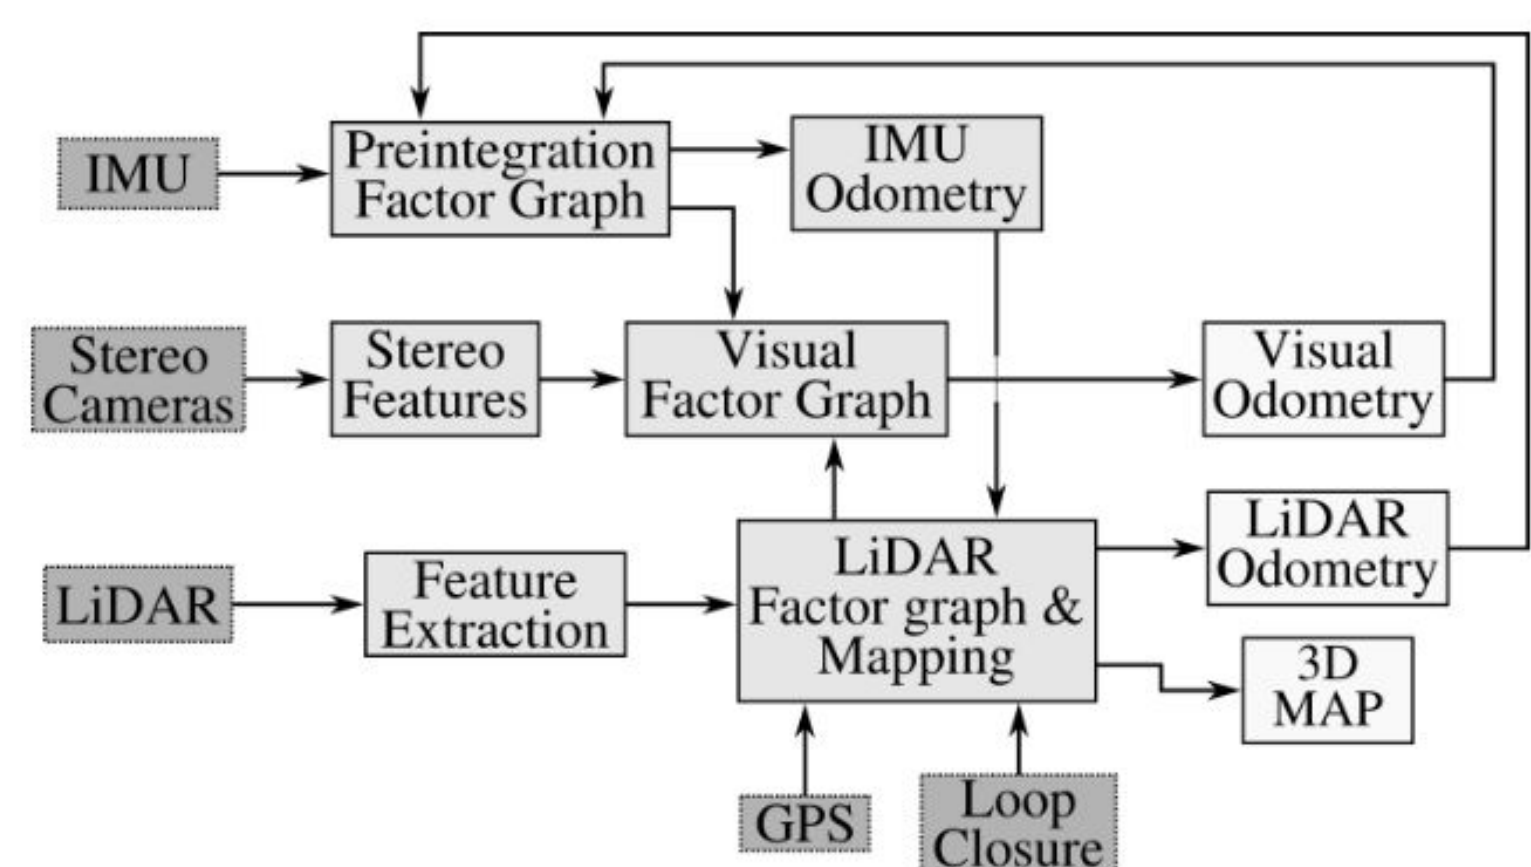 IMU
Preintegration
Factor Graph
IMU
Odometry
Stereo
Cameras
Stereo
Features
Visual
Factor Graph
Visual
Odometry
LiDAR
Feature
Extraction
LiDAR
Factor graph &
Mapping
LiDAR
Odometry
3D
MAP
GPS
Loop
Closure